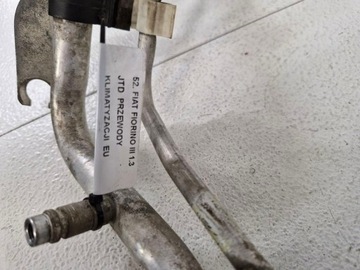 52. FIAT FIORINO III 1.3
JTD PRZEWODY
KLIMATYZACJI EU